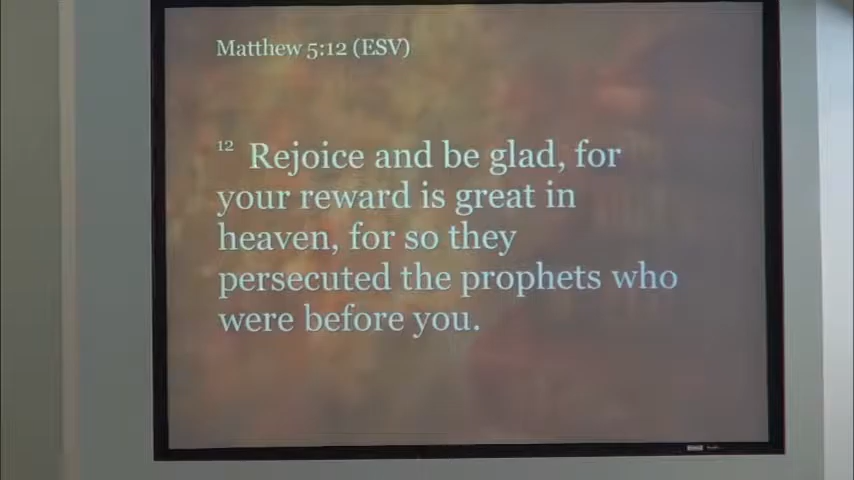 Matthew 5:12 (ESV)
12 Rejoice and be glad, for
your reward is great in
heaven, for so they
persecuted the prophets who
were before you.